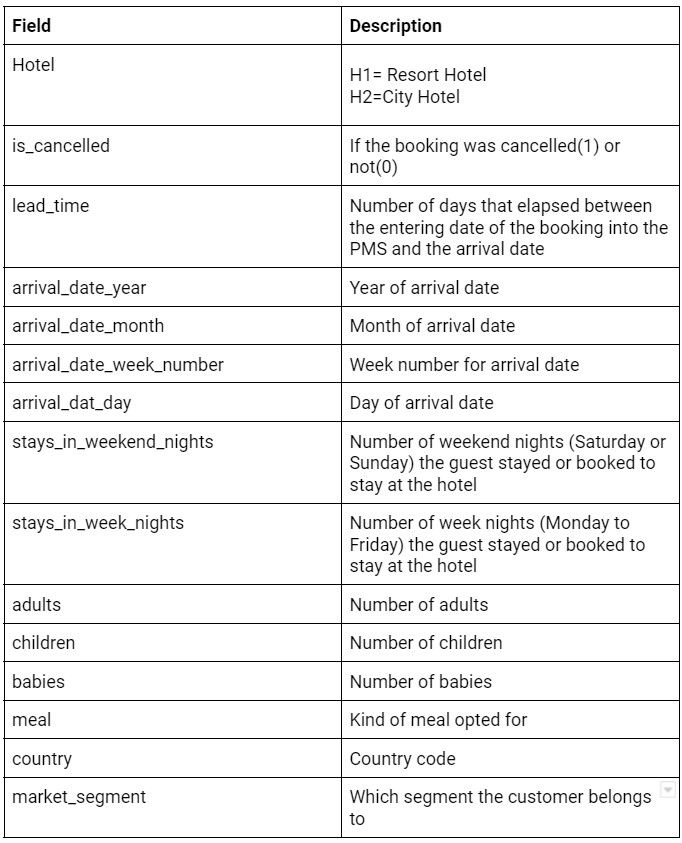 Field Description
Hotel
H1= Resort Hotel
H2=City Hotel
is_cancelled If the booking was cancelled(1) or
not(0)
lead_time Number of days that elapsed between
the entering date of the booking into the
PMS and the arrival date
arrival_date_year Year of arrival date
arrival_date_month Month of arrival date
arrival_date_week_number Week number for arrival date
arrival_dat_day Day of arrival date
stays_in_weekend_nights Number of weekend nights (Saturday or
Sunday) the guest stayed or booked to
stay at the hotel
stays_in_week_nights Number of week nights (Monday to
Friday) the guest stayed or booked to
stay at the hotel
adults Number of adults
children Number of children
babies Number of babies
meal Kind of meal opted for
country Country code
market_segment Which segment the customer belongs
to